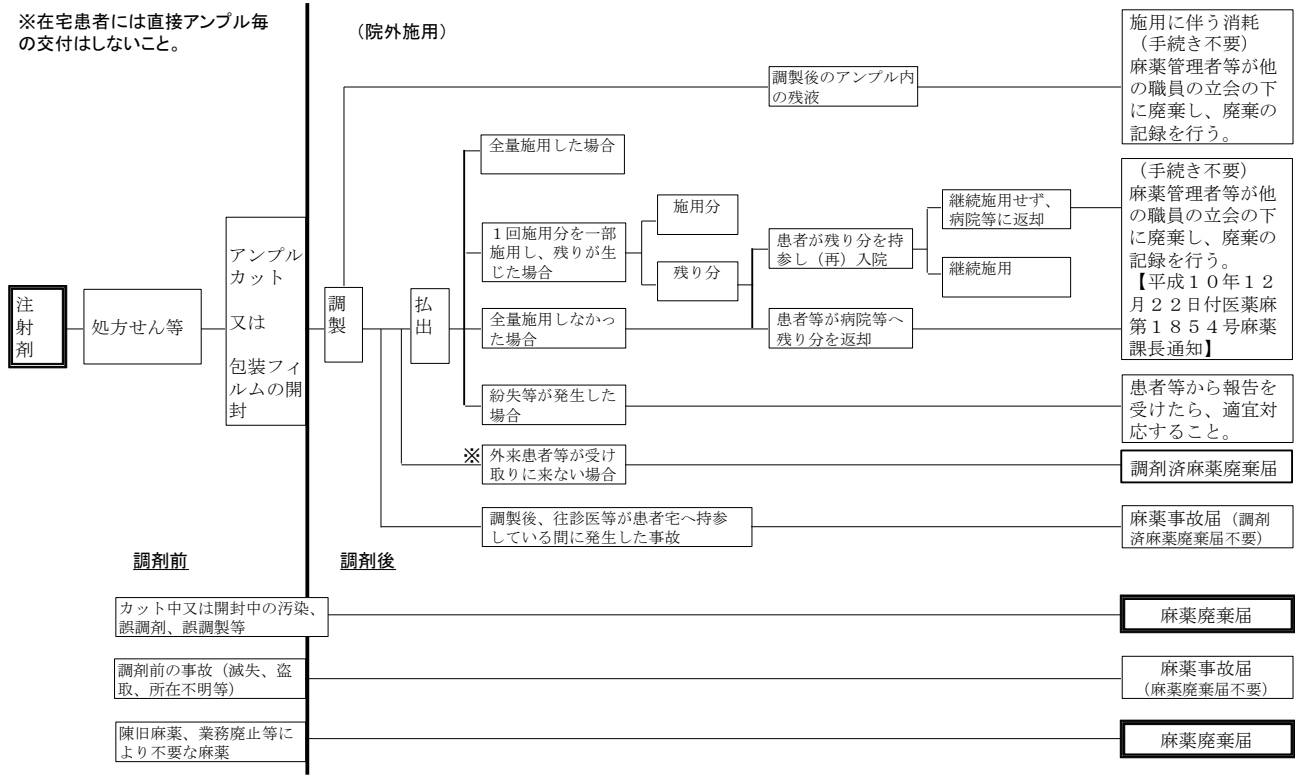 ※在宅患者には直接アンプル毎
の交付はしないこと。
（院外施用）
施用に伴う消耗
（手続き不要）
麻薬管理者等が他
の職員の立会の下
に廃棄し、廃棄の
記録を行う。
調製後のアンプル内
の残液
全量施用した場合
（手続き不要）
麻薬管理者等が他
の職員の立会の下
に廃棄し、廃棄の
記録を行う。
【平成１０年１２
月２２日付医薬麻
第１８５４号麻薬
課長通知】
施用分
継続施用せず、
病院等に返却
１回施用分を一部
施用し、残りが生
じた場合
患者が残り分を持
参し（再）入院
残り分
継続施用
注
射
剤
処方せん等
アンプル
カット
又は
包装フィ
ルムの開
封
調
製
払
出
全量施用しなかっ
た場合
患者等が病院等へ
残り分を返却
紛失等が発生した
場合
患者等から報告を
受けたら、適宜対
応すること。
※
外来患者等が受け
取りに来ない場合
調剤済麻薬廃棄届
調製後、往診医等が患者宅へ持参
している間に発生した事故
麻薬事故届（調剤
済麻薬廃棄届不要）
調剤前
調剤後
カット中又は開封中の汚染、
誤調剤、誤調製等
麻薬廃棄届
調剤前の事故（滅失、盗
取、所在不明等）
麻薬事故届
（麻薬廃棄届不要）
陳旧麻薬、業務廃止等に
より不要な麻薬
麻薬廃棄届